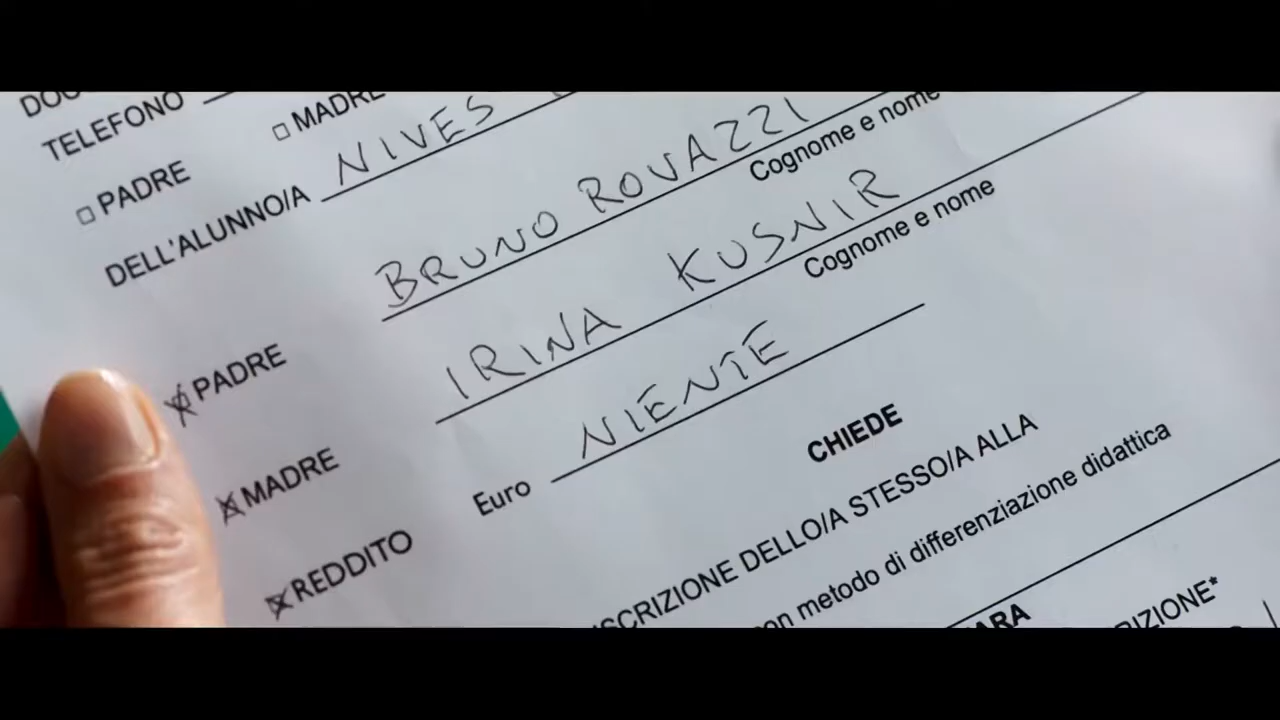 TELEFONO
□ PADRE □ MADRE
DELL'ALUNNO/A NIVES
PADRE BRUNO ROVAZZI
Cognome e nome
MADRE IRINA KUSNIR
Cognome e nome
REDDITO Euro NIENTE
CHIEDE
ISCRIZIONE DELLO/A STESSO/A ALLA
con metodo di differenziazione didattica